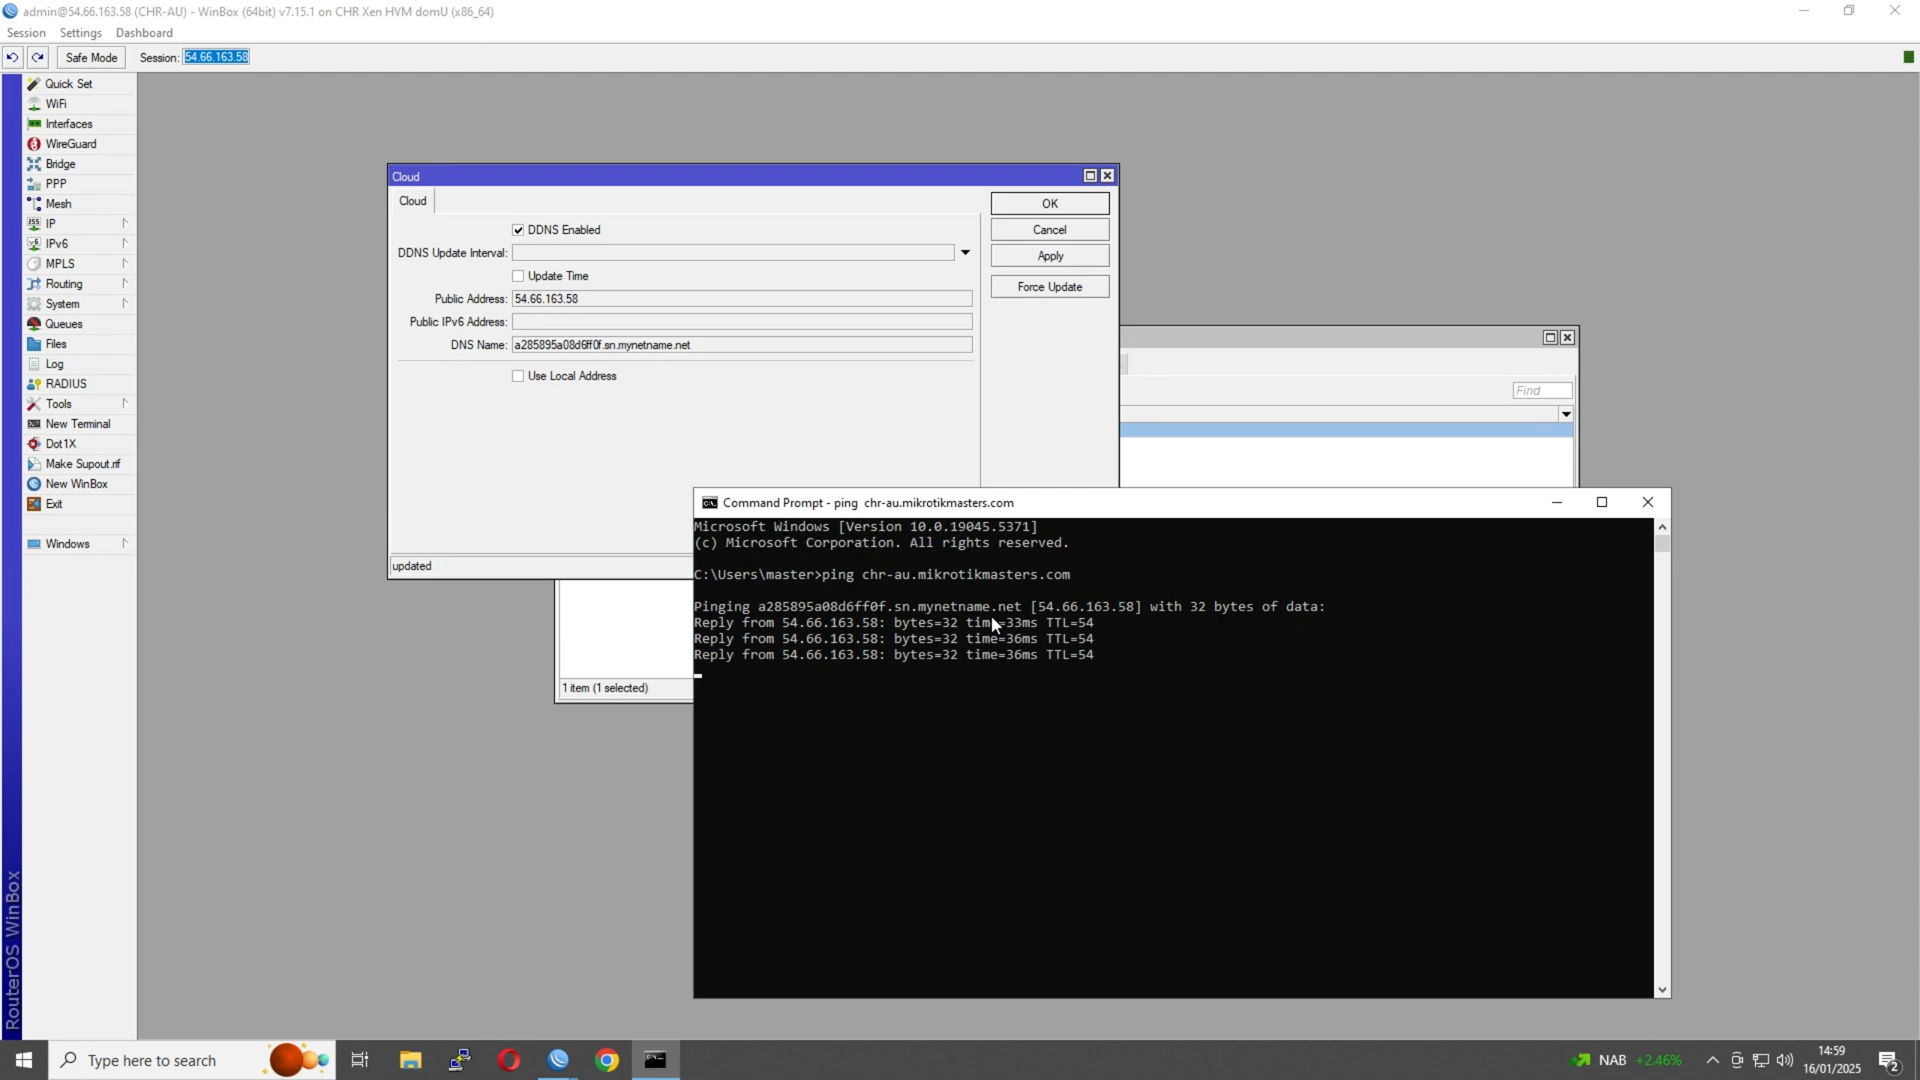 admin@54.66.163.58 (CHR-AU) - WinBox (64bit) v7.15.1 on CHR Xen HVM domU (x86_64)
Session Settings Dashboard
Safe Mode Session: 54.66.163.58
Quick Set
WiFi
Interfaces
WireGuard
Bridge
PPP
Mesh
IP
IPv6
MPLS
Routing
System
Queues
Files
Log
RADIUS
Tools
New Terminal
Dot1X
Make Supout.rif
New WinBox
Exit
Windows
RouterOS WinBox
Cloud
Cloud
DDNS Enabled
DDNS Update Interval:
Update Time
Public Address: 54.66.163.58
Public IPv6 Address:
DNS Name: a285895a08d6ff0f.sn.mynetname.net
Use Local Address
OK
Cancel
Apply
Force Update
updated
Find
1 item (1 selected)
Command Prompt - ping chr-au.mikrotikmasters.com
Microsoft Windows [Version 10.0.19045.5371]
(c) Microsoft Corporation. All rights reserved.
C:\Users\master>ping chr-au.mikrotikmasters.com
Pinging a285895a08d6ff0f.sn.mynetname.net [54.66.163.58] with 32 bytes of data:
Reply from 54.66.163.58: bytes=32 time=33ms TTL=54
Reply from 54.66.163.58: bytes=32 time=36ms TTL=54
Reply from 54.66.163.58: bytes=32 time=36ms TTL=54
Type here to search
NAB +2.46%
14:59
16/01/2025
2